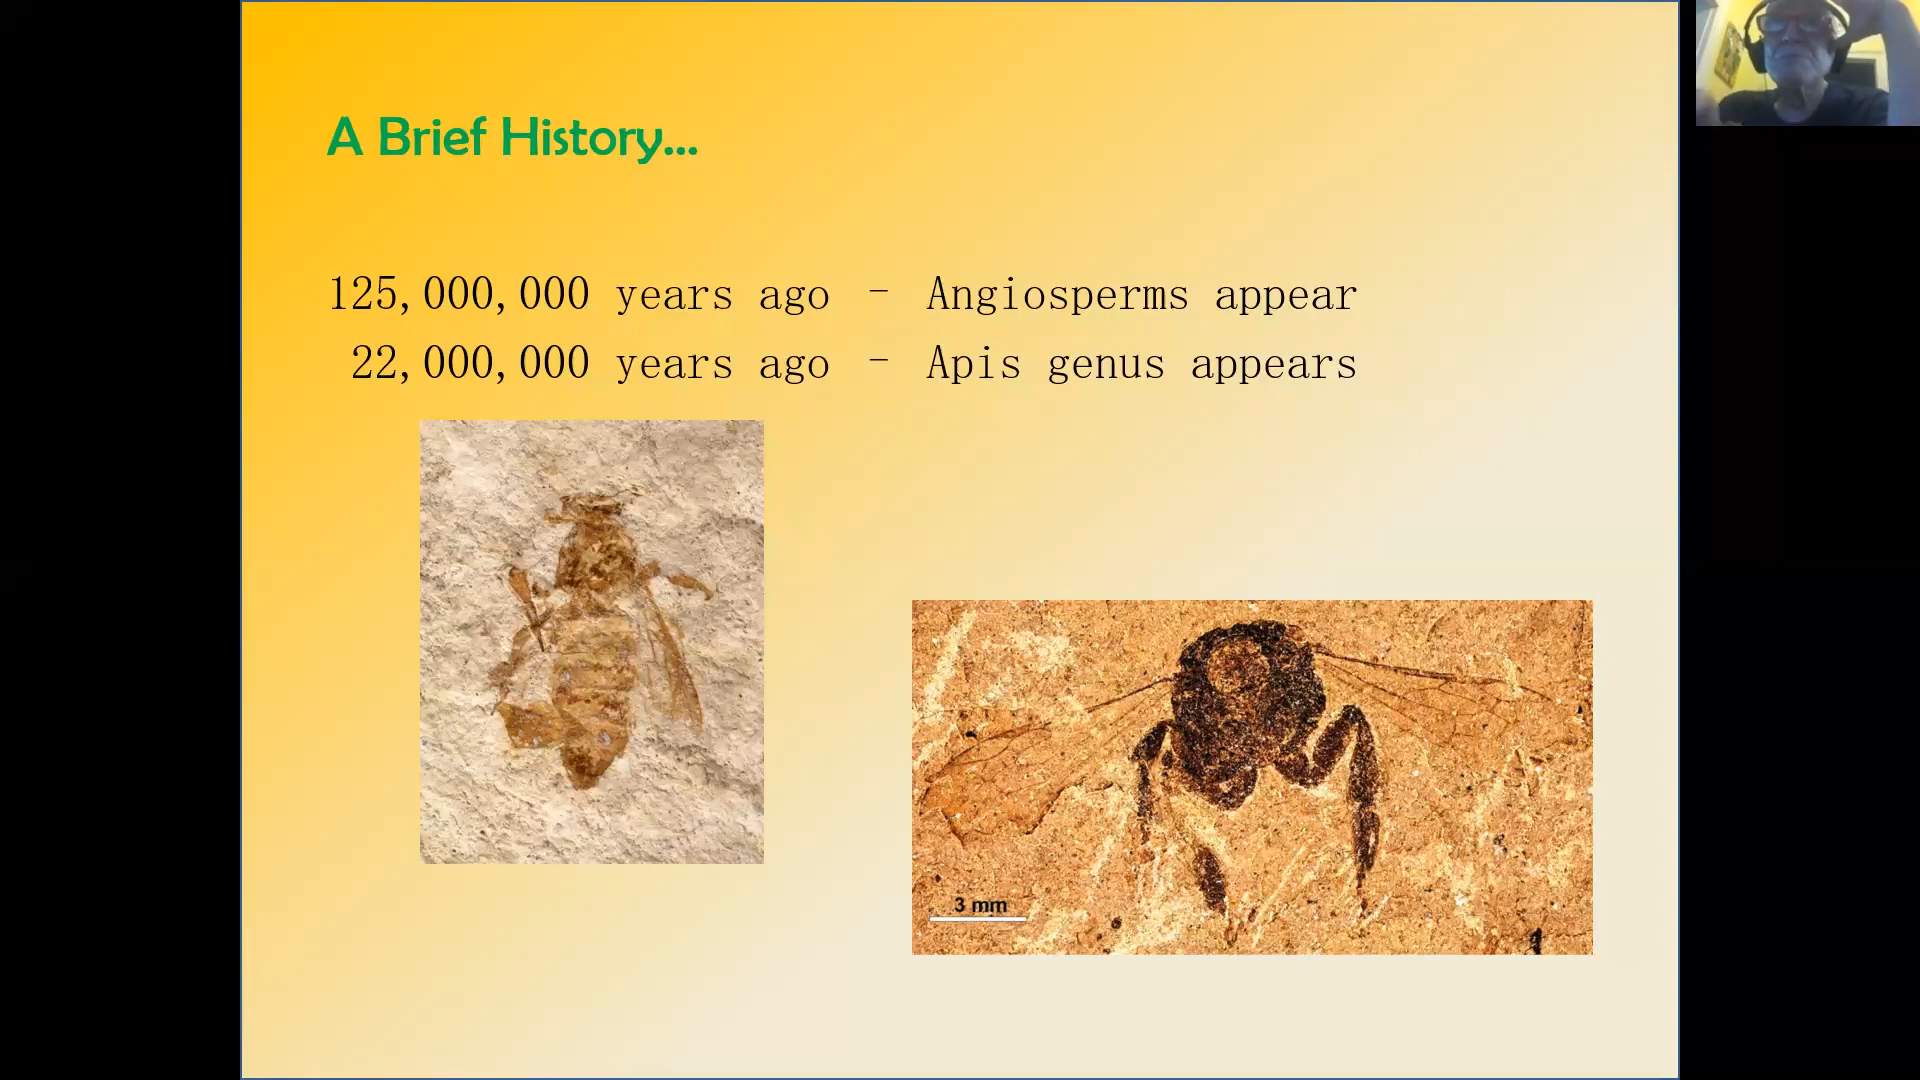 A Brief History...
125,000,000 years ago - Angiosperms appear
22,000,000 years ago - Apis genus appears
3 mm